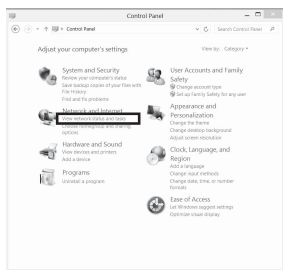 Control Panel
Control Panel
Search Control Panel
Adjust your computer's settings
View by: Category
System and Security
Review your computer's status
Save backup copies of your files with
File History
Find and fix problems
Network and Internet
View network status and tasks
Choose homegroup and sharing
options
Hardware and Sound
View devices and printers
Add a device
Programs
Uninstall a program
User Accounts and Family
Safety
Change account type
Set up Family Safety for any user
Appearance and
Personalization
Change the theme
Change desktop background
Adjust screen resolution
Clock, Language, and
Region
Add a language
Change input methods
Change date, time, or number
formats
Ease of Access
Let Windows suggest settings
Optimize visual display